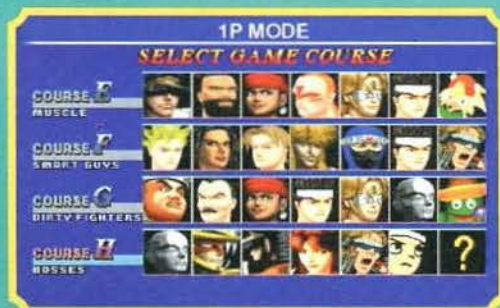 1P MODE
SELECT GAME COURSE
COURSE E
MUSCLE
COURSE F
SMART GUYS
COURSE G
DIRTY FIGHTERS
COURSE H
BOSSES
?